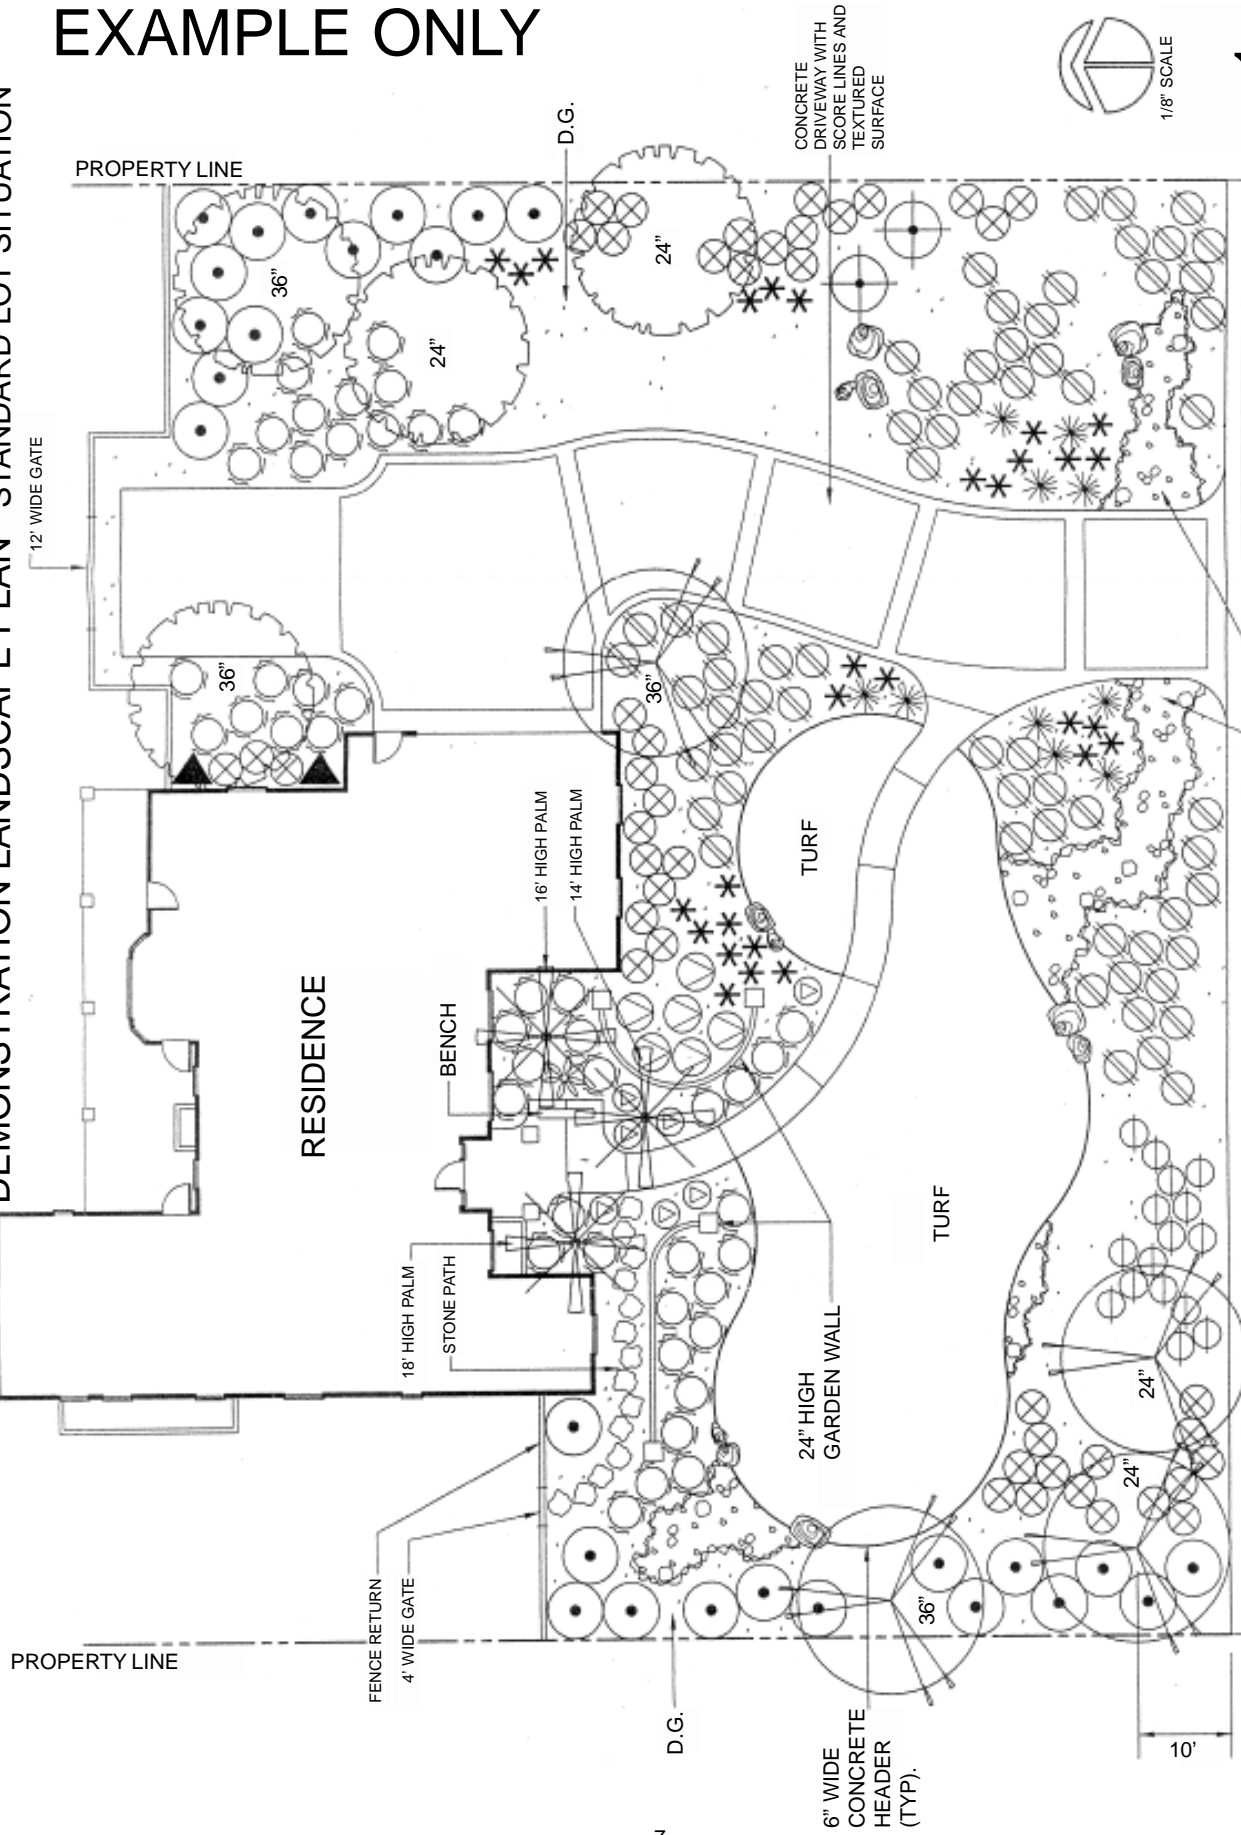 EXAMPLE ONLY
DEMONSTRATION LANDSCAPE PLAN
STANDARD LOT SITUATION
PROPERTY LINE
D.G.
CONCRETE
DRIVEWAY WITH
SCORE LINES AND
TEXTURED
SURFACE
1/8" SCALE
36"
24"
24"
12' WIDE GATE
36"
36"
16' HIGH PALM
14' HIGH PALM
TURF
RESIDENCE
BENCH
18' HIGH PALM
STONE PATH
TURF
24" HIGH
GARDEN WALL
24"
24"
36"
FENCE RETURN
4' WIDE GATE
PROPERTY LINE
D.G.
6" WIDE
CONCRETE
HEADER
(TYP).
10'